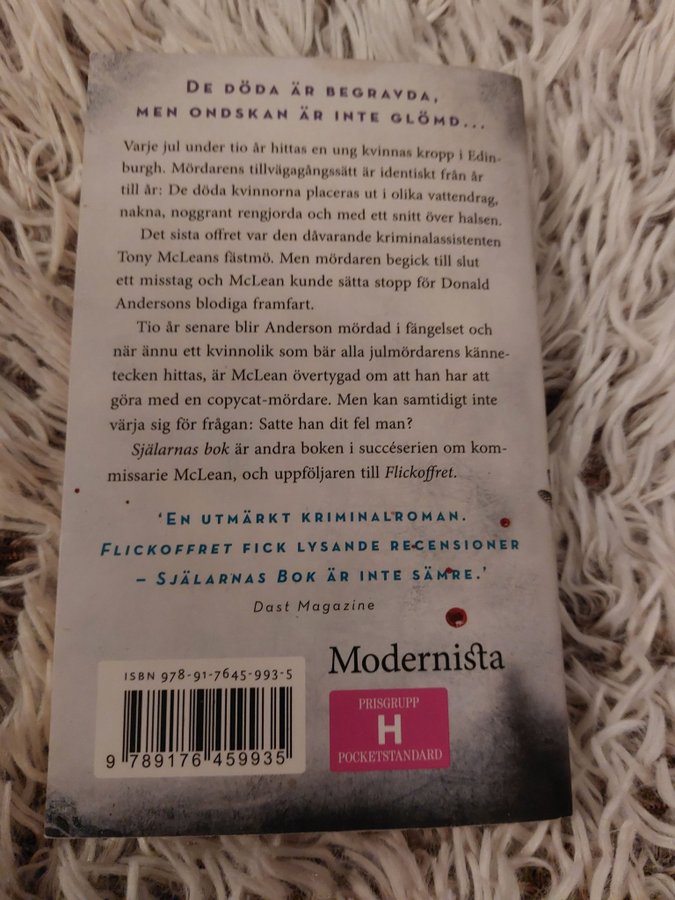 DE DÖDA ÄR BEGRAVDA,
MEN ONDSKAN ÄR INTE GLÖMD...
Varje jul under tio år hittas en ung kvinnas kropp i Edin-
burgh. Mördarens tillvägagångssätt är identiskt från år
till år: De döda kvinnorna placeras ut i olika vattendrag,
nakna, noggrant rengjorda och med ett snitt över halsen.
Det sista offret var den dåvarande kriminalassistenten
Tony McLeans fästmö. Men mördaren begick till slut
ett misstag och McLean kunde sätta stopp för Donald
Andersons blodiga framfart.
Tio år senare blir Anderson mördad i fängelset och
när ännu ett kvinnolik som bär alla julmördarens känne-
tecken hittas, är McLean övertygad om att han har att
göra med en copycat-mördare. Men kan samtidigt inte
värja sig för frågan: Satte han dit fel man?
Själarnas bok är andra boken i succéserien om kom-
missarie McLean, och uppföljaren till Flickoffret.
'EN UTMÄRKT KRIMINALROMAN.
FLICKOFFRET FICK LYSANDE RECENSIONER
– SJÄLARNAS BOK ÄR INTE SÄMRE.'
Dast Magazine
ISBN 978-91-7645-993-5
9 789176 459935
Modernista
PRISGRUPP
H
POCKETSTANDARD